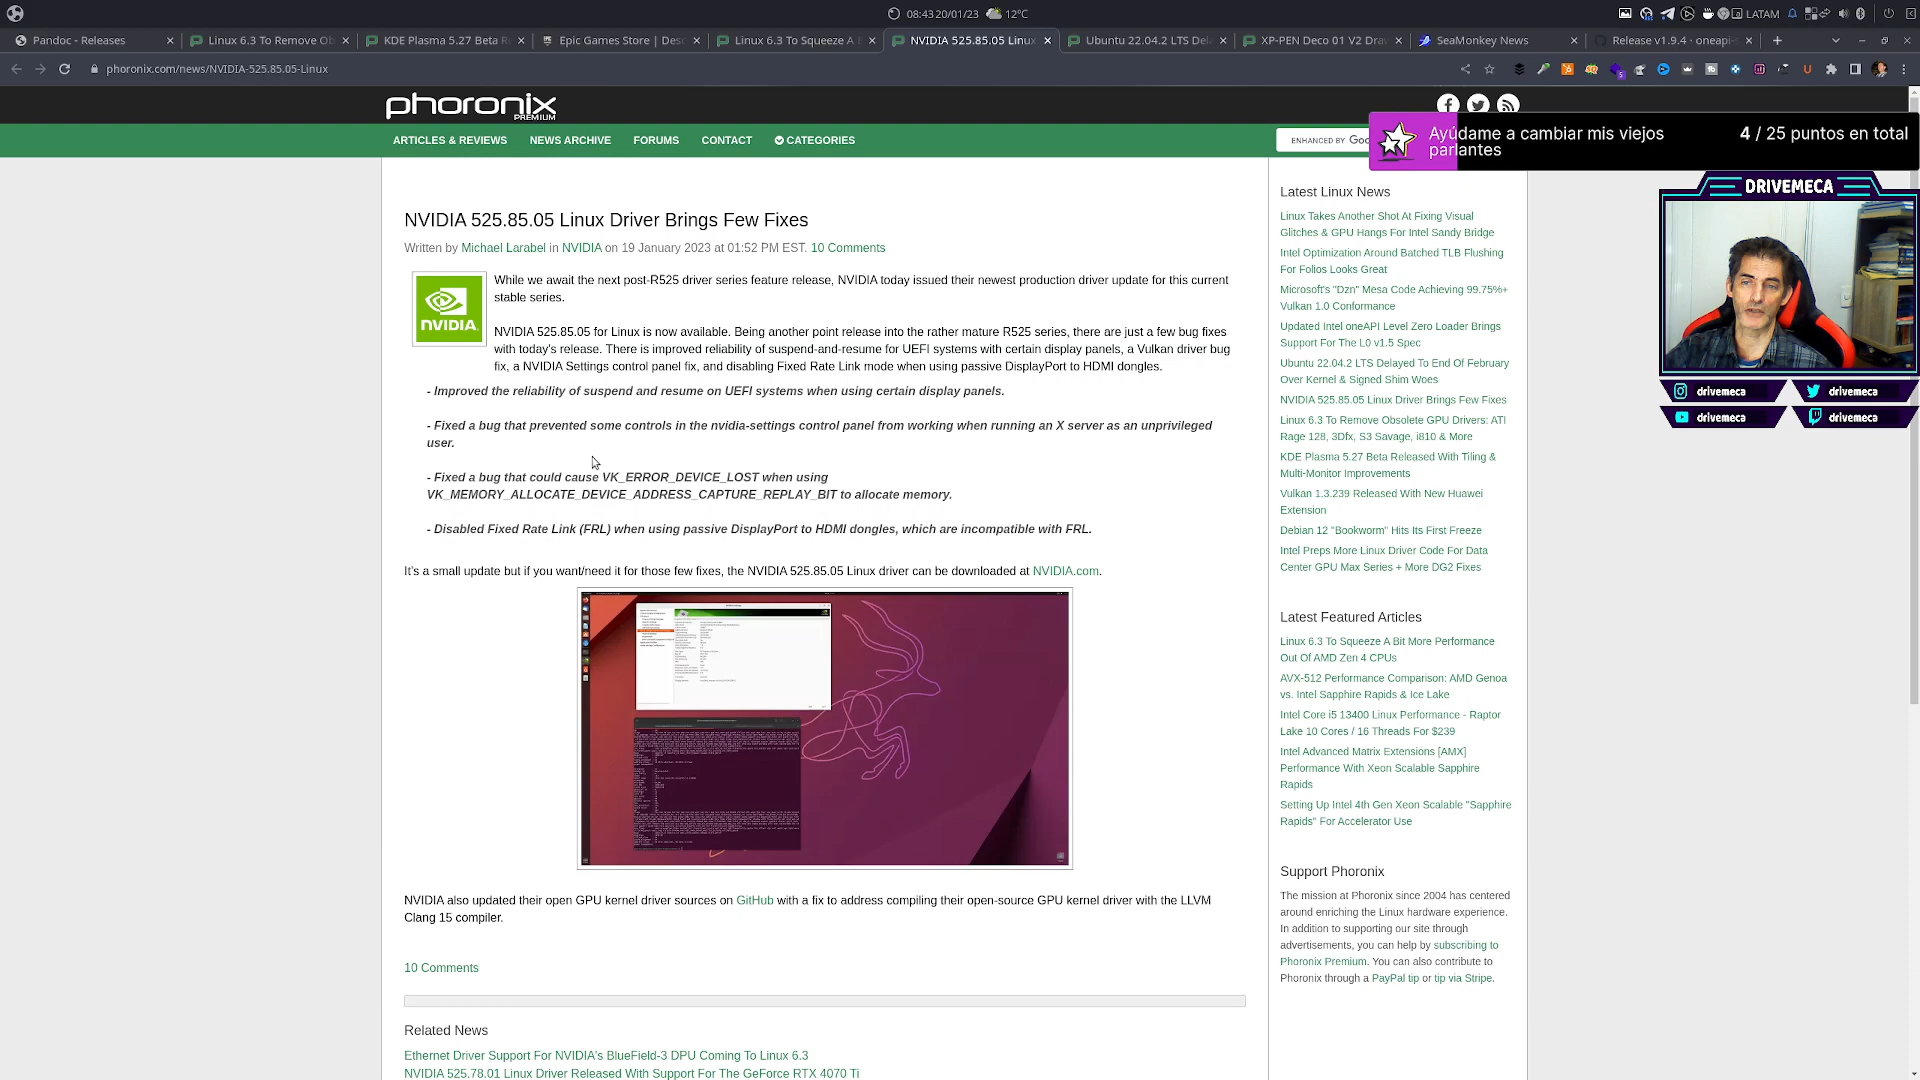 08:43 20/01/23 12°C
LATAM
Pandoc - Releases
Linux 6.3 To Remove Ob
KDE Plasma 5.27 Beta R
Epic Games Store | Desc
Linux 6.3 To Squeeze A B
NVIDIA 525.85.05 Linux
Ubuntu 22.04.2 LTS Dela
XP-PEN Deco 01 V2 Draw
SeaMonkey News
Release v1.9.4 · oneapi-s
phoronix.com/news/NVIDIA-525.85.05-Linux
phoronix
PREMIUM
ARTICLES & REVIEWS NEWS ARCHIVE FORUMS CONTACT CATEGORIES
ENHANCED BY Goo
Ayúdame a cambiar mis viejos
parlantes
4 / 25 puntos en total
DRIVEMECA
drivemeca
drivemeca
drivemeca
drivemeca
NVIDIA 525.85.05 Linux Driver Brings Few Fixes
Written by Michael Larabel in NVIDIA on 19 January 2023 at 01:52 PM EST. 10 Comments
NVIDIA.
While we await the next post-R525 driver series feature release, NVIDIA today issued their newest production driver update for this current
stable series.
NVIDIA 525.85.05 for Linux is now available. Being another point release into the rather mature R525 series, there are just a few bug fixes
with today's release. There is improved reliability of suspend-and-resume for UEFI systems with certain display panels, a Vulkan driver bug
fix, a NVIDIA Settings control panel fix, and disabling Fixed Rate Link mode when using passive DisplayPort to HDMI dongles.
- Improved the reliability of suspend and resume on UEFI systems when using certain display panels.
- Fixed a bug that prevented some controls in the nvidia-settings control panel from working when running an X server as an unprivileged
user.
- Fixed a bug that could cause VK_ERROR_DEVICE_LOST when using
VK_MEMORY_ALLOCATE_DEVICE_ADDRESS_CAPTURE_REPLAY_BIT to allocate memory.
- Disabled Fixed Rate Link (FRL) when using passive DisplayPort to HDMI dongles, which are incompatible with FRL.
It's a small update but if you want/need it for those few fixes, the NVIDIA 525.85.05 Linux driver can be downloaded at NVIDIA.com.
NVIDIA also updated their open GPU kernel driver sources on GitHub with a fix to address compiling their open-source GPU kernel driver with the LLVM
Clang 15 compiler.
10 Comments
Related News
Ethernet Driver Support For NVIDIA's BlueField-3 DPU Coming To Linux 6.3
NVIDIA 525.78.01 Linux Driver Released With Support For The GeForce RTX 4070 Ti
Latest Linux News
Linux Takes Another Shot At Fixing Visual
Glitches & GPU Hangs For Intel Sandy Bridge
Intel Optimization Around Batched TLB Flushing
For Folios Looks Great
Microsoft's "Dzn" Mesa Code Achieving 99.75%+
Vulkan 1.0 Conformance
Updated Intel oneAPI Level Zero Loader Brings
Support For The L0 v1.5 Spec
Ubuntu 22.04.2 LTS Delayed To End Of February
Over Kernel & Signed Shim Woes
NVIDIA 525.85.05 Linux Driver Brings Few Fixes
Linux 6.3 To Remove Obsolete GPU Drivers: ATI
Rage 128, 3Dfx, S3 Savage, i810 & More
KDE Plasma 5.27 Beta Released With Tiling &
Multi-Monitor Improvements
Vulkan 1.3.239 Released With New Huawei
Extension
Debian 12 "Bookworm" Hits Its First Freeze
Intel Preps More Linux Driver Code For Data
Center GPU Max Series + More DG2 Fixes
Latest Featured Articles
Linux 6.3 To Squeeze A Bit More Performance
Out Of AMD Zen 4 CPUs
AVX-512 Performance Comparison: AMD Genoa
vs. Intel Sapphire Rapids & Ice Lake
Intel Core i5 13400 Linux Performance - Raptor
Lake 10 Cores / 16 Threads For $239
Intel Advanced Matrix Extensions [AMX]
Performance With Xeon Scalable Sapphire
Rapids
Setting Up Intel 4th Gen Xeon Scalable "Sapphire
Rapids" For Accelerator Use
Support Phoronix
The mission at Phoronix since 2004 has centered
around enriching the Linux hardware experience.
In addition to supporting our site through
advertisements, you can help by subscribing to
Phoronix Premium. You can also contribute to
Phoronix through a PayPal tip or tip via Stripe.